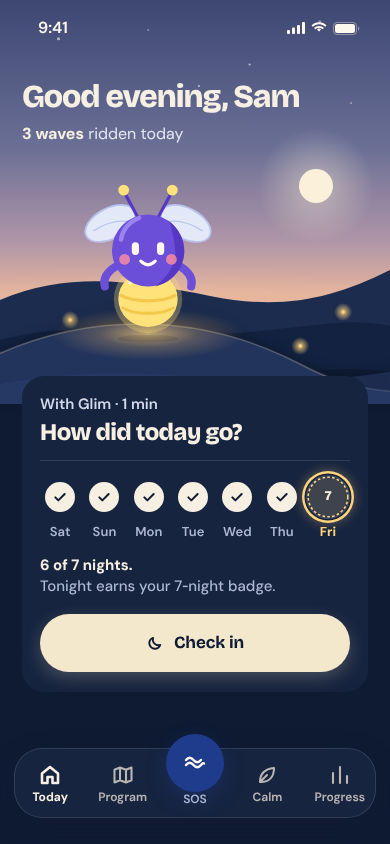 9:41
Good evening, Sam
3 waves ridden today
With Glim · 1 min
How did today go?
7
Sat Sun Mon Tue Wed Thu Fri
6 of 7 nights.
Tonight earns your 7-night badge.
Check in
Today Program SOS Calm Progress